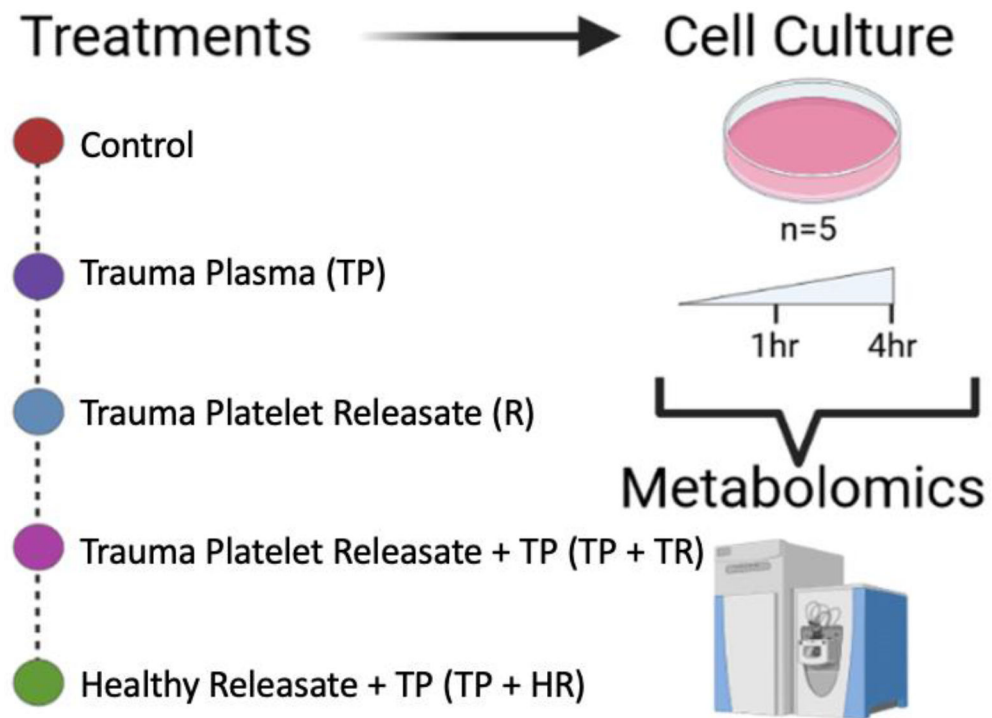 Treatments
Cell Culture
Control
Trauma Plasma (TP)
Trauma Platelet Releasate (R)
Trauma Platelet Releasate + TP (TP + TR)
Healthy Releasate + TP (TP + HR)
n=5
1hr
4hr
Metabolomics